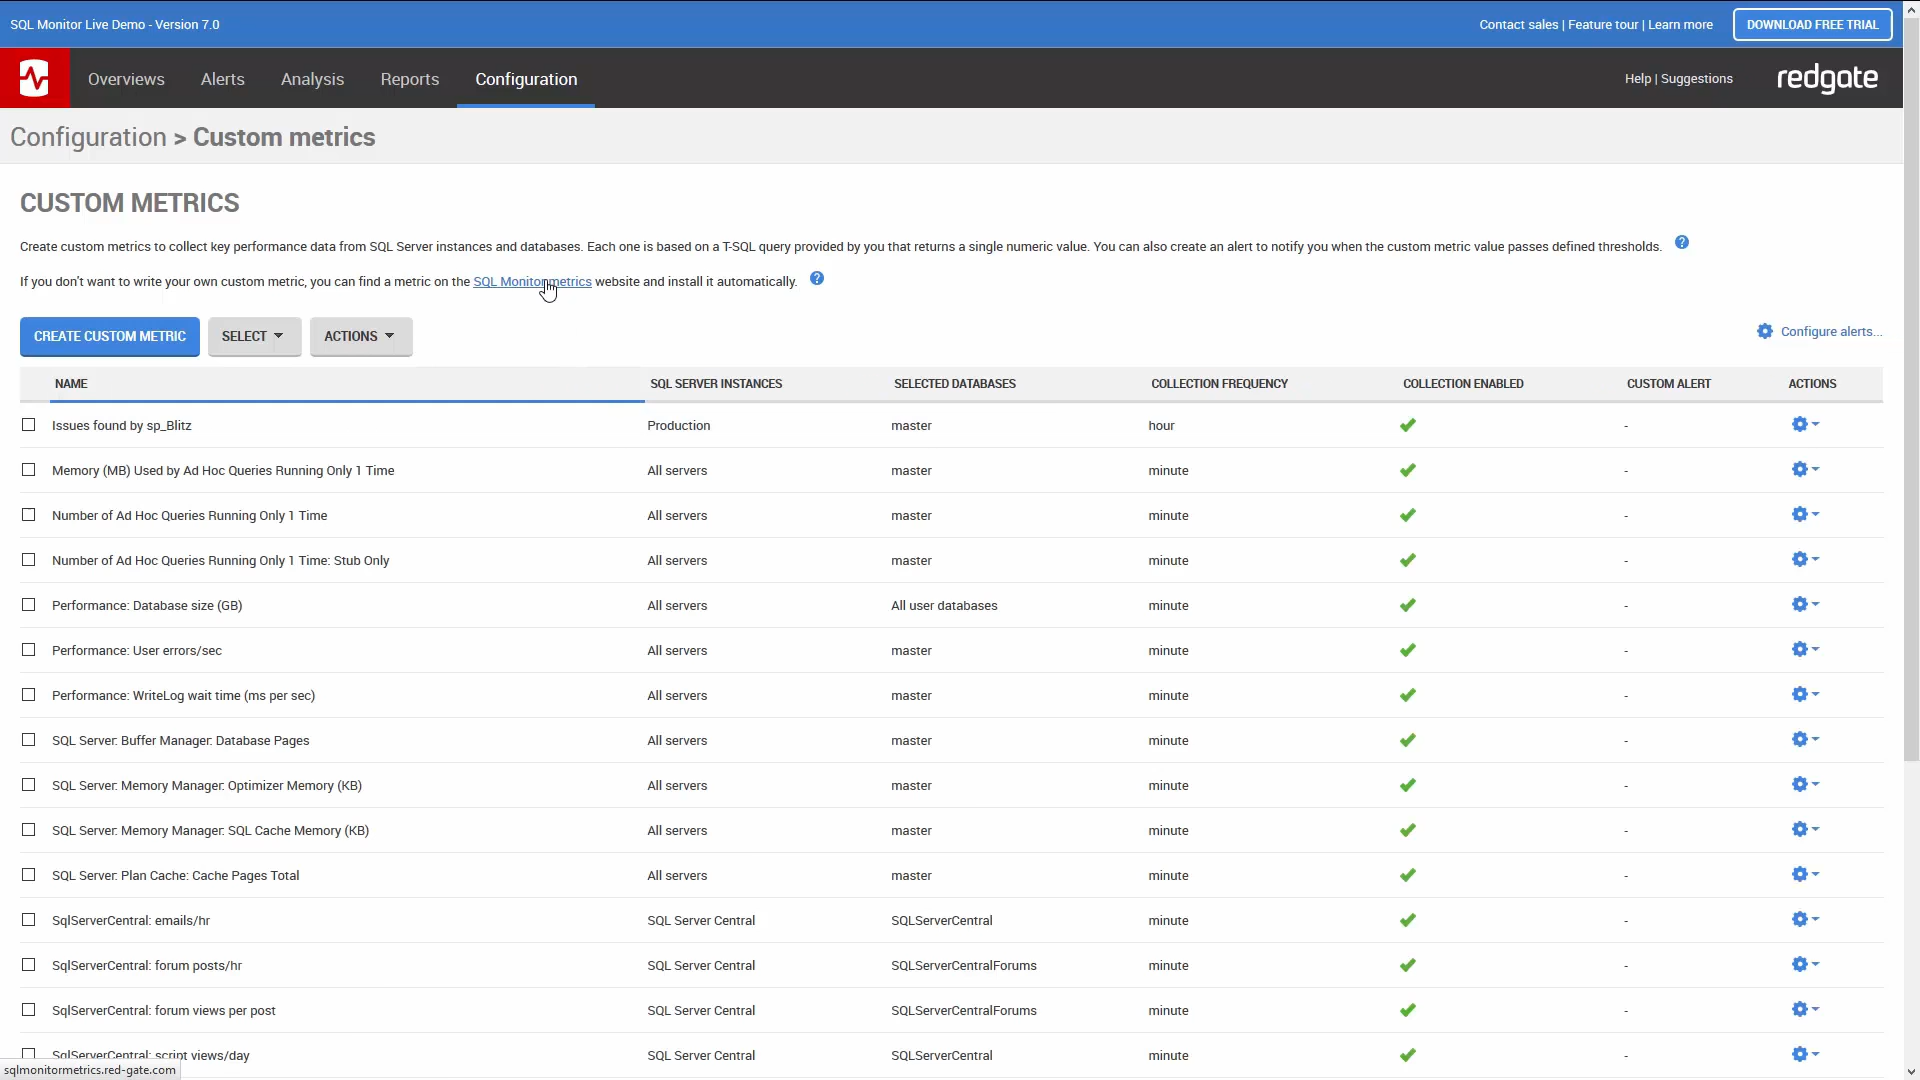 SQL Monitor Live Demo - Version 7.0
Contact sales | Feature tour | Learn more
DOWNLOAD FREE TRIAL
Overviews Alerts Analysis Reports Configuration
Help | Suggestions
redgate
Configuration > Custom metrics
CUSTOM METRICS
Create custom metrics to collect key performance data from SQL Server instances and databases. Each one is based on a T-SQL query provided by you that returns a single numeric value. You can also create an alert to notify you when the custom metric value passes defined thresholds. ?
If you don't want to write your own custom metric, you can find a metric on the SQL Monitor metrics website and install it automatically. ?
CREATE CUSTOM METRIC SELECT ACTIONS
Configure alerts...
NAME SQL SERVER INSTANCES SELECTED DATABASES COLLECTION FREQUENCY COLLECTION ENABLED CUSTOM ALERT ACTIONS
Issues found by sp_Blitz Production master hour -
Memory (MB) Used by Ad Hoc Queries Running Only 1 Time All servers master minute -
Number of Ad Hoc Queries Running Only 1 Time All servers master minute -
Number of Ad Hoc Queries Running Only 1 Time: Stub Only All servers master minute -
Performance: Database size (GB) All servers All user databases minute -
Performance: User errors/sec All servers master minute -
Performance: WriteLog wait time (ms per sec) All servers master minute -
SQL Server: Buffer Manager: Database Pages All servers master minute -
SQL Server: Memory Manager: Optimizer Memory (KB) All servers master minute -
SQL Server: Memory Manager: SQL Cache Memory (KB) All servers master minute -
SQL Server: Plan Cache: Cache Pages Total All servers master minute -
SqlServerCentral: emails/hr SQL Server Central SQLServerCentral minute -
SqlServerCentral: forum posts/hr SQL Server Central SQLServerCentralForums minute -
SqlServerCentral: forum views per post SQL Server Central SQLServerCentralForums minute -
SqlServerCentral: script views/day SQL Server Central SQLServerCentral minute -
sqlmonitormetrics.red-gate.com